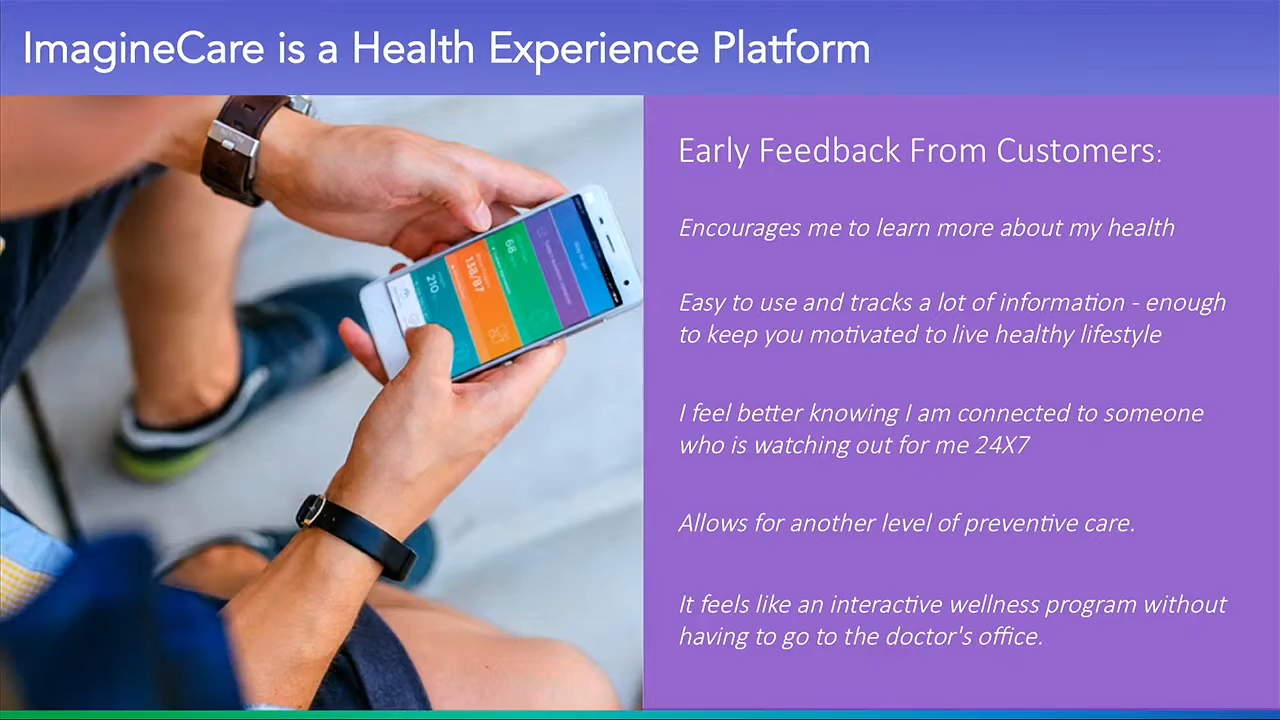 ImagineCare is a Health Experience Platform
Early Feedback From Customers:
Encourages me to learn more about my health
Easy to use and tracks a lot of information - enough
to keep you motivated to live healthy lifestyle
I feel better knowing I am connected to someone
who is watching out for me 24X7
Allows for another level of preventive care.
It feels like an interactive wellness program without
having to go to the doctor's office.
68
138/87
210